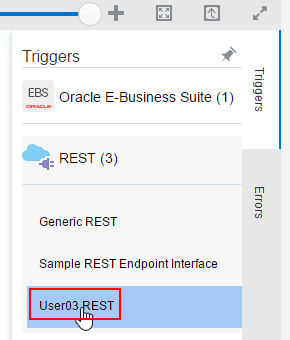 Triggers
EBS
ORACLE
Oracle E-Business Suite (1)
REST (3)
Generic REST
Sample REST Endpoint Interface
User03 REST
Triggers
Errors